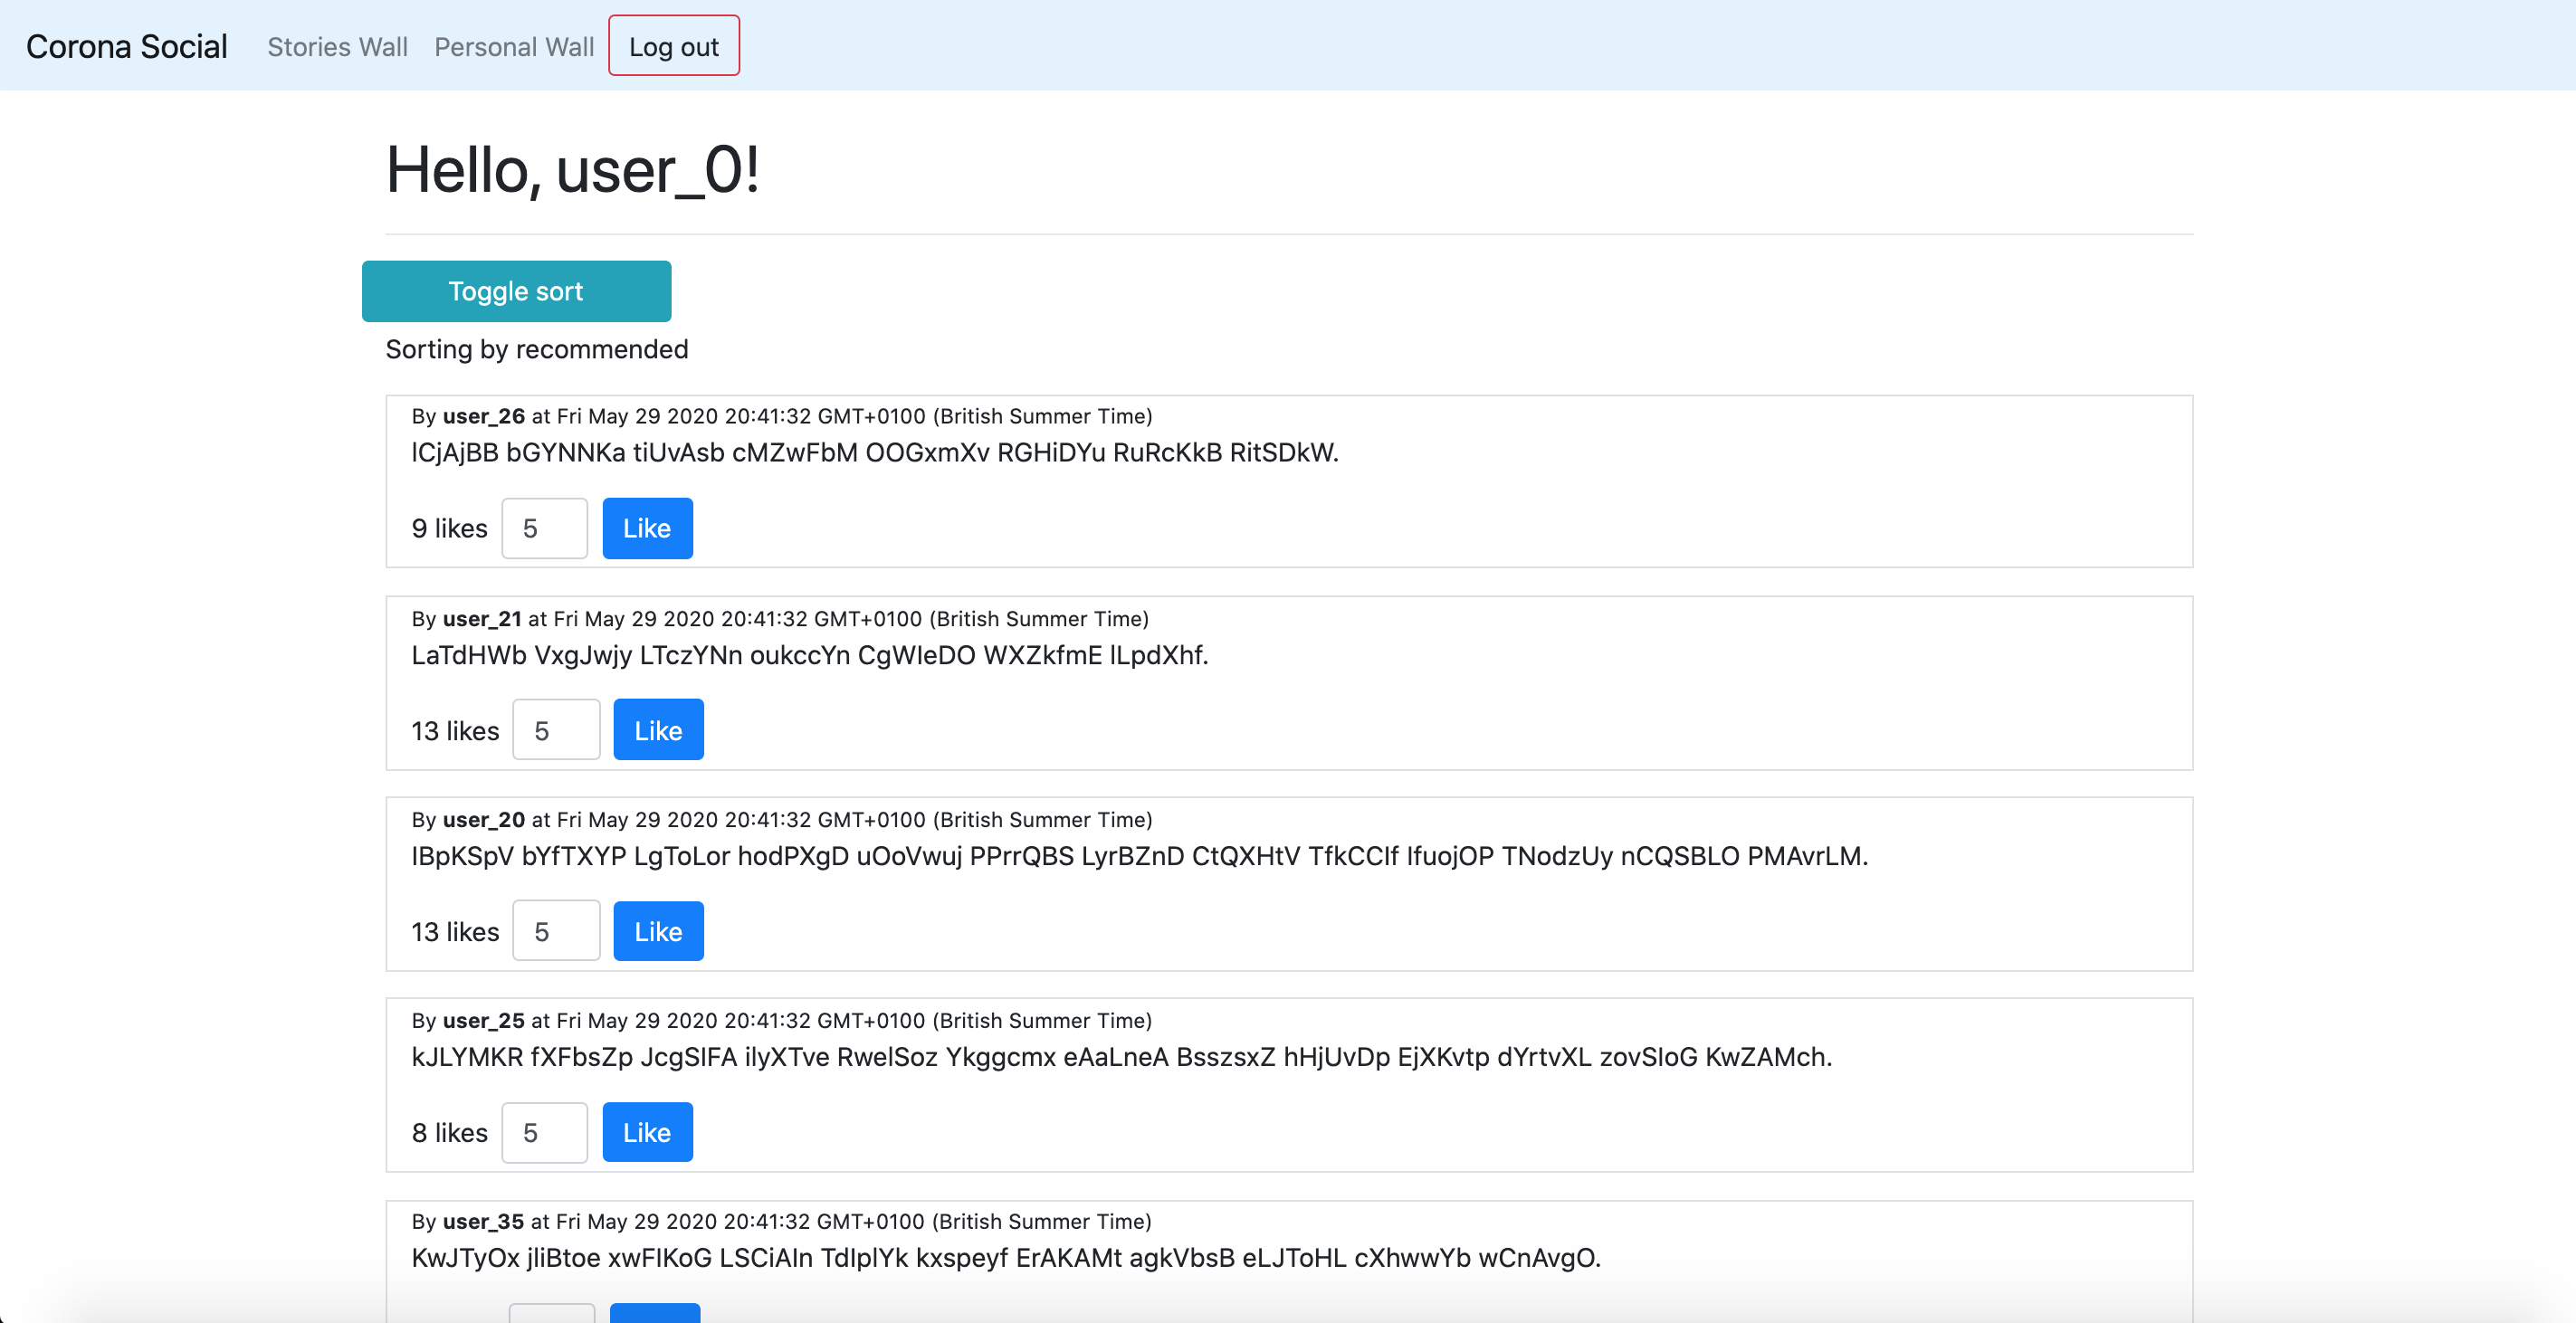 Corona Social Stories Wall Personal Wall Log out
Hello, user_0!
Toggle sort
Sorting by recommended
By user_26 at Fri May 29 2020 20:41:32 GMT+0100 (British Summer Time)
lCjAjBB bGYNNKa tiUvAsb cMZwFbM OOGxmXv RGHiDYu RuRcKkB RitSDkW.
9 likes 5 Like
By user_21 at Fri May 29 2020 20:41:32 GMT+0100 (British Summer Time)
LaTdHWb VxgJwjy LTczYNn oukccYn CgWIeDO WXZkfmE lLpdXhf.
13 likes 5 Like
By user_20 at Fri May 29 2020 20:41:32 GMT+0100 (British Summer Time)
IBpKSpV bYfTXYP LgToLor hodPXgD uOoVwuj PPrrQBS LyrBZnD CtQXHtV TfkCCIf lfuojOP TNodzUy nCQSBLO PMAvrLM.
13 likes 5 Like
By user_25 at Fri May 29 2020 20:41:32 GMT+0100 (British Summer Time)
kJLYMKR fXFbsZp JcgSIFA ilyXTve RwelSoz Ykggcmx eAaLneA BsszsxZ hHjUvDp EjXKvtp dYrtvXL zovSIoG KwZAMch.
8 likes 5 Like
By user_35 at Fri May 29 2020 20:41:32 GMT+0100 (British Summer Time)
KwJTyOx jliBtoe xwFIKoG LSCiAIn TdIplYk kxspeyf ErAKAMt agkVbsB eLJToHL cXhwwYb wCnAvgO.